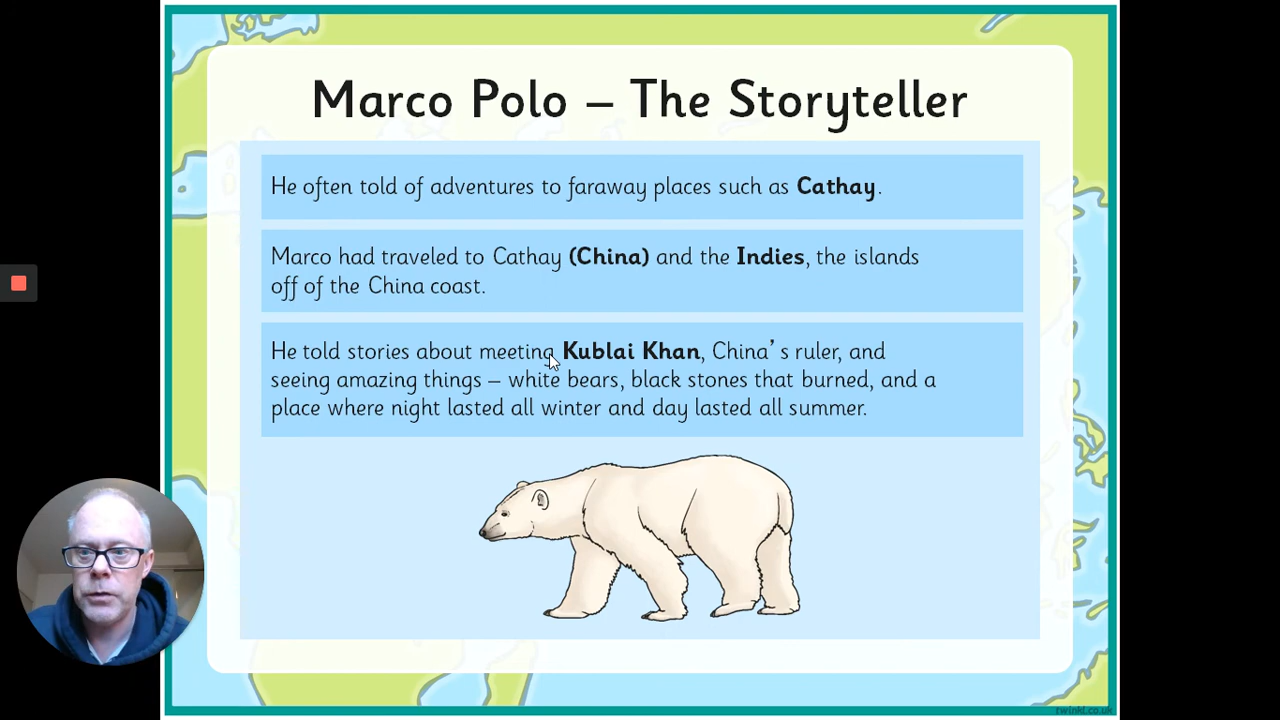 Marco Polo – The Storyteller
He often told of adventures to faraway places such as Cathay.
Marco had traveled to Cathay (China) and the Indies, the islands
off of the China coast.
He told stories about meeting Kublai Khan, China's ruler, and
seeing amazing things – white bears, black stones that burned, and a
place where night lasted all winter and day lasted all summer.
twinkl.co.uk